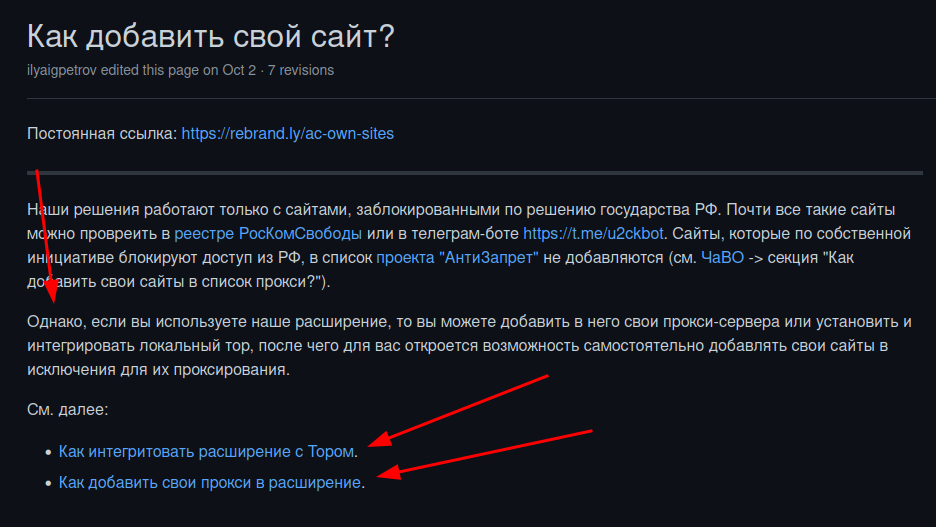 Как добавить свой сайт?
ilyaigpetrov edited this page on Oct 2 · 7 revisions
Постоянная ссылка: https://rebrand.ly/ac-own-sites
Наши решения работают только с сайтами, заблокированными по решению государства РФ. Почти все такие сайты
можно провреить в реестре РосКомСвободы или в телеграм-боте https://t.me/u2ckbot. Сайты, которые по собственной
инициативе блокируют доступ из РФ, в список проекта "АнтиЗапрет" не добавляются (см. ЧаВО -> секция "Как
добавить свои сайты в список прокси?").
Однако, если вы используете наше расширение, то вы можете добавить в него свои прокси-сервера или установить и
интегрировать локальный тор, после чего для вас откроется возможность самостоятельно добавлять свои сайты в
исключения для их проксирования.
См. далее:
• Как интегритовать расширение с Тором.
• Как добавить свои прокси в расширение.